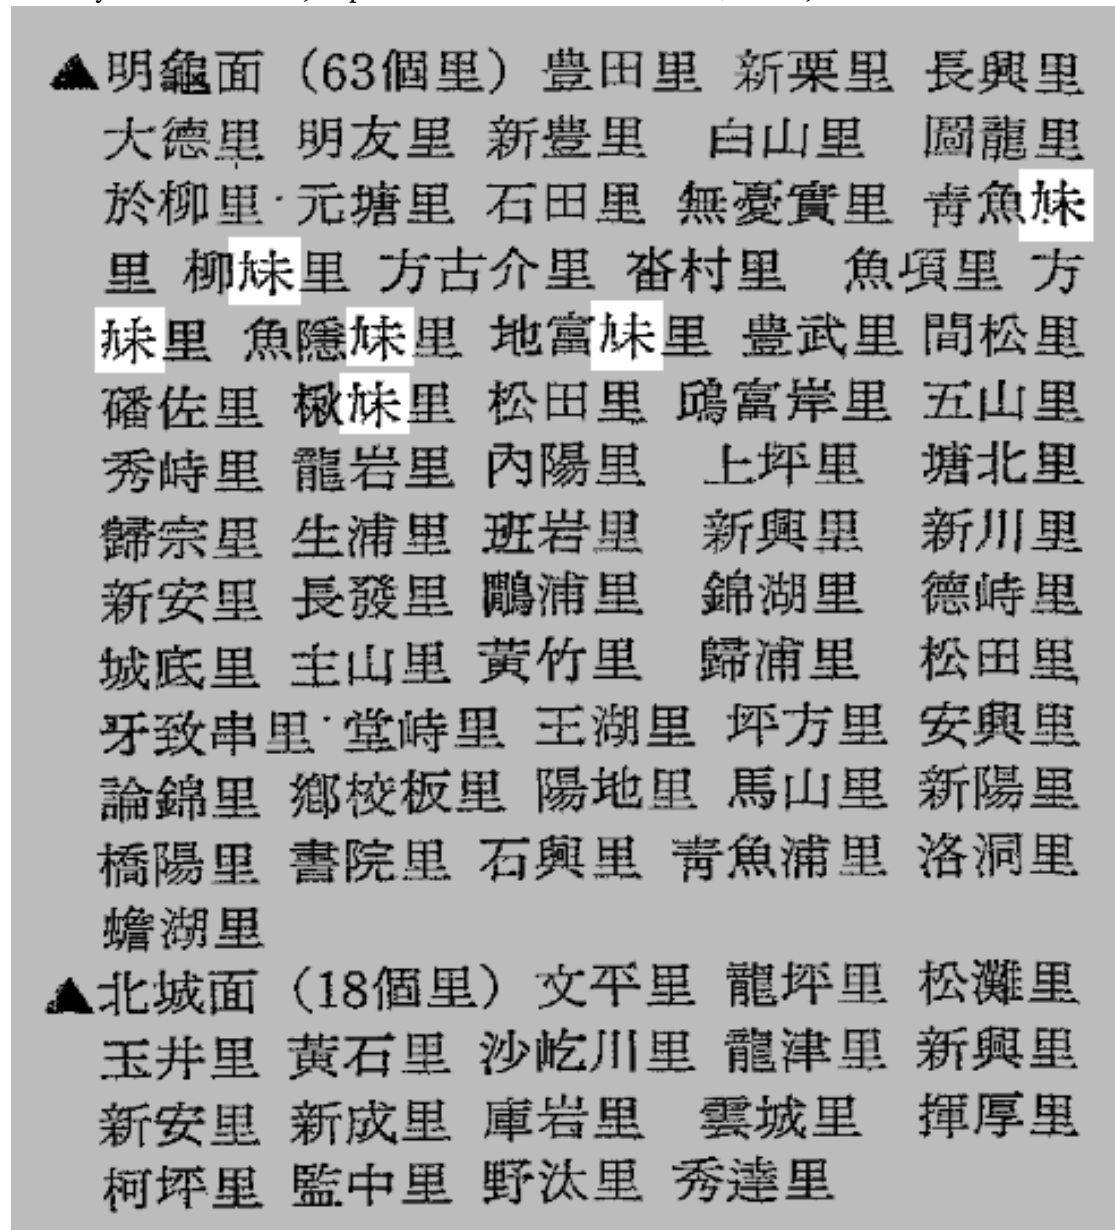 ▲明龜面 (63個里) 豊田里 新栗里 長興里
大德里 明友里 新豊里 白山里 圖龍里
於柳里·元塘里 石田里 無憂實里 靑魚
里 柳里 方古介里 畓村里 魚項里 方
里 魚隱里 地富里 豊武里 間松里
磻佐里 楸里 松田里 鴟富岸里 五山里
秀峙里 龍岩里 內陽里 上坪里 塘北里
歸宗里 生浦里 班岩里 新興里 新川里
新安里 長發里 鵰浦里 錦湖里 德峙里
城底里 主山里 黃竹里 歸浦里 松田里
牙致串里·堂峙里 王湖里 坪方里 安興里
論錦里 鄕校板里 陽地里 馬山里 新陽里
橋陽里 書院里 石興里 靑魚浦里 洛洞里
蟾湖里
▲北城面 (18個里) 文平里 龍坪里 松灘里
玉井里 黃石里 沙屹川里 龍津里 新興里
新安里 新成里 庫岩里 雲城里 揮厚里
柯坪里 監中里 野汰里 秀達里